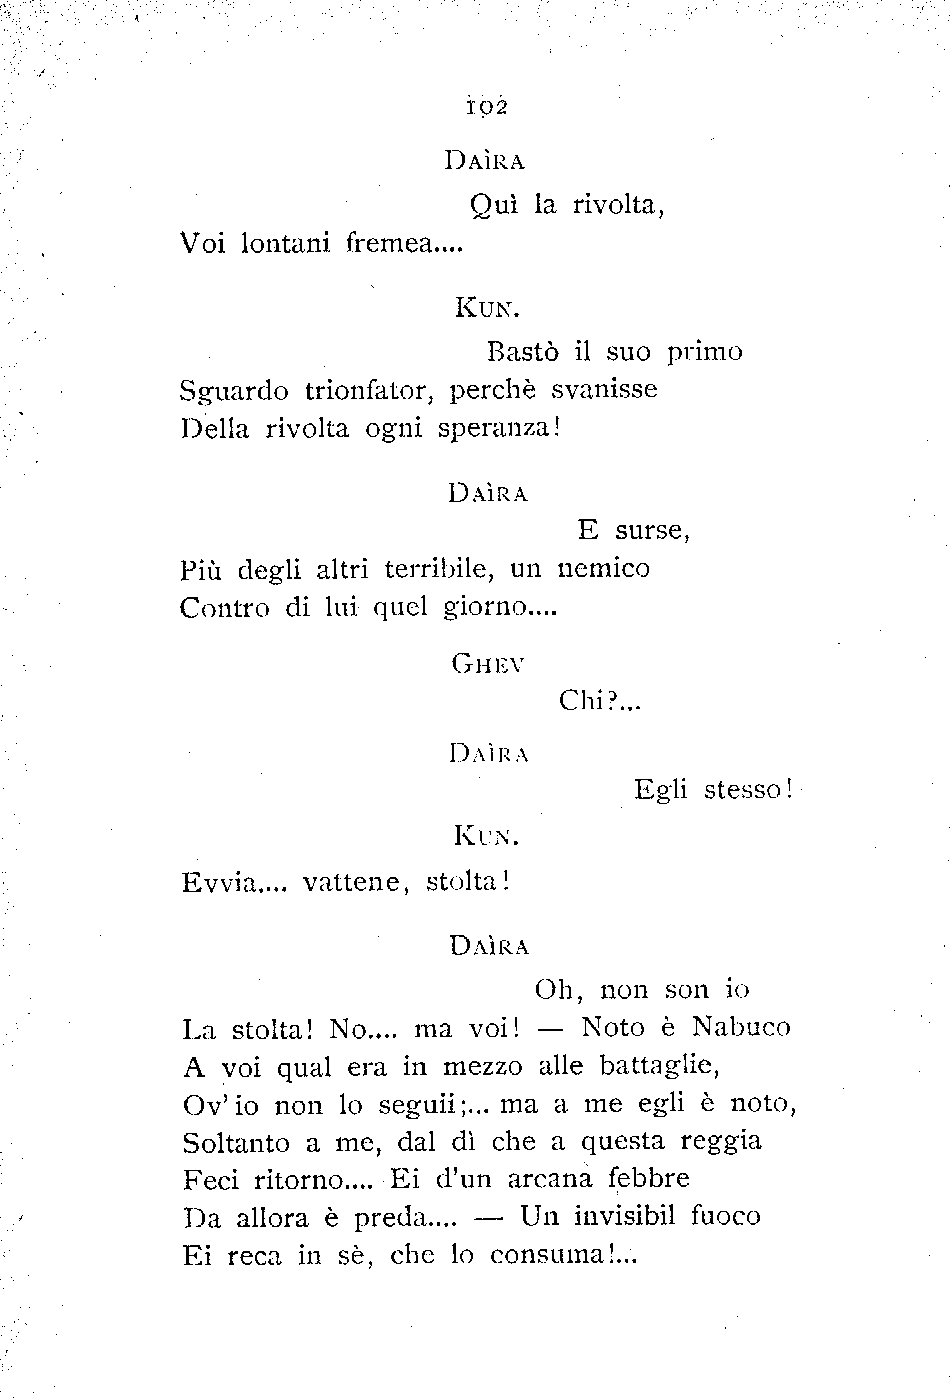 192
DAÌRA
Quì la rivolta,
Voi lontani fremea....
KUN.
Bastò il suo primo
Sguardo trionfator, perchè svanisse
Della rivolta ogni speranza!
DAÌRA
E surse,
Più degli altri terribile, un nemico
Contro di lui quel giorno....
GHEV
Chi?...
DAÌRA
Egli stesso!
KUN.
Evvia.... vattene, stolta!
DAÌRA
Oh, non son io
La stolta! No.... ma voi! — Noto è Nabuco
A voi qual era in mezzo alle battaglie,
Ov' io non lo seguii;... ma a me egli è noto,
Soltanto a me, dal dì che a questa reggia
Feci ritorno.... Ei d'un arcana febbre
Da allora è preda.... — Un invisibil fuoco
Ei reca in sè, che lo consuma!...